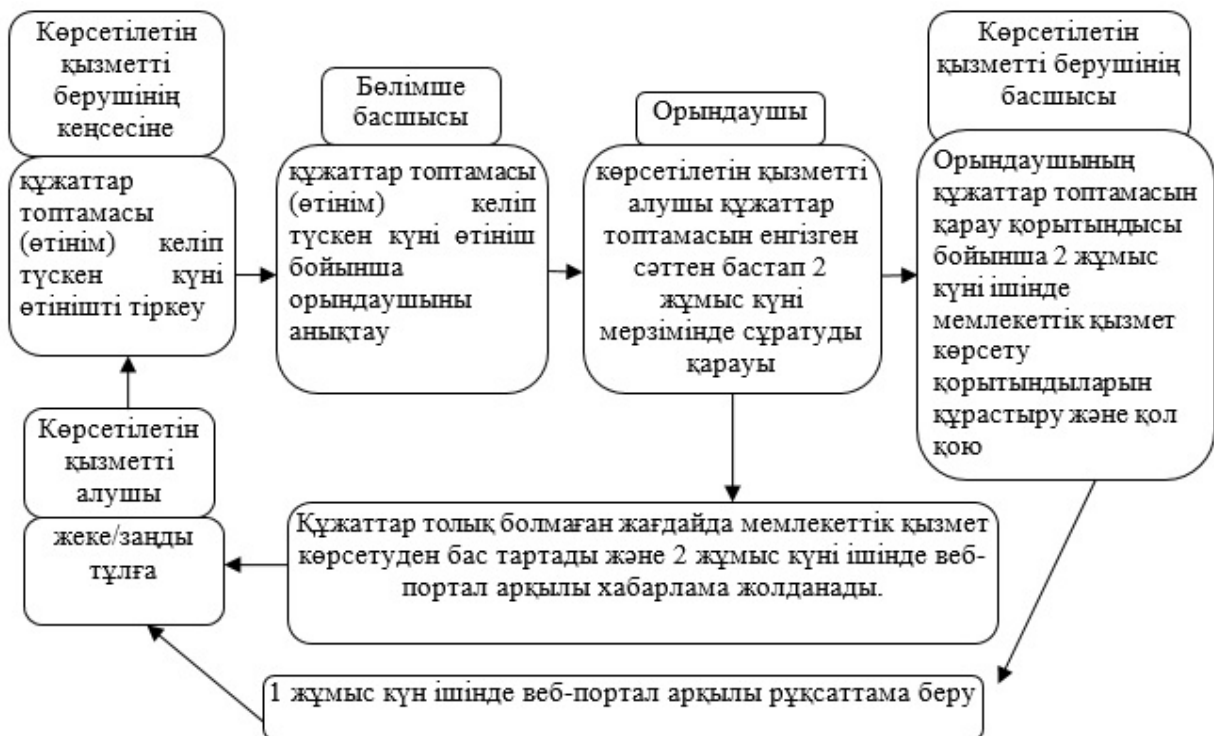 Көрсетілетін
қызметті
берушінің
кеңсесіне
құжаттар
топтамасы
(өтінім) келіп
түскен күні
өтінішті тіркеу
Бөлімше
басшысы
құжаттар топтамасы
(өтінім) келіп
түскен күні өтініш
бойынша
орындаушыны
анықтау
Орындаушы
көрсетілетін қызметті
алушы құжаттар
топтамасын енгізген
сәттен бастап 2
жұмыс күні
мерзімінде сұратуды
қарауы
Көрсетілетін
қызметті берушінің
басшысы
Орындаушының
құжаттар топтамасын
қарау қорытындысы
бойынша 2 жұмыс
күні ішінде
мемлекеттік қызмет
көрсету
қорытындыларын
құрастыру және қол
қою
Көрсетілетін
қызметті
алушы
жеке/заңды
тұлға
Құжаттар толық болмаған жағдайда мемлекеттік қызмет
көрсетуден бас тартады және 2 жұмыс күні ішінде веб-
портал арқылы хабарлама жолданады.
1 жұмыс күн ішінде веб-портал арқылы рұқсаттама беру